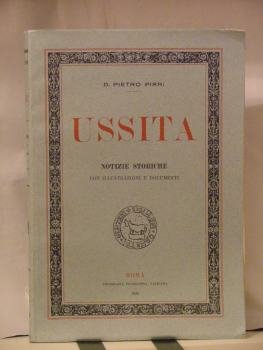 D. PIETRO PIRRI
USSITA
NOTIZIE STORICHE
CON ILLUSTRAZIONI E DOCUMENTI
ROMA